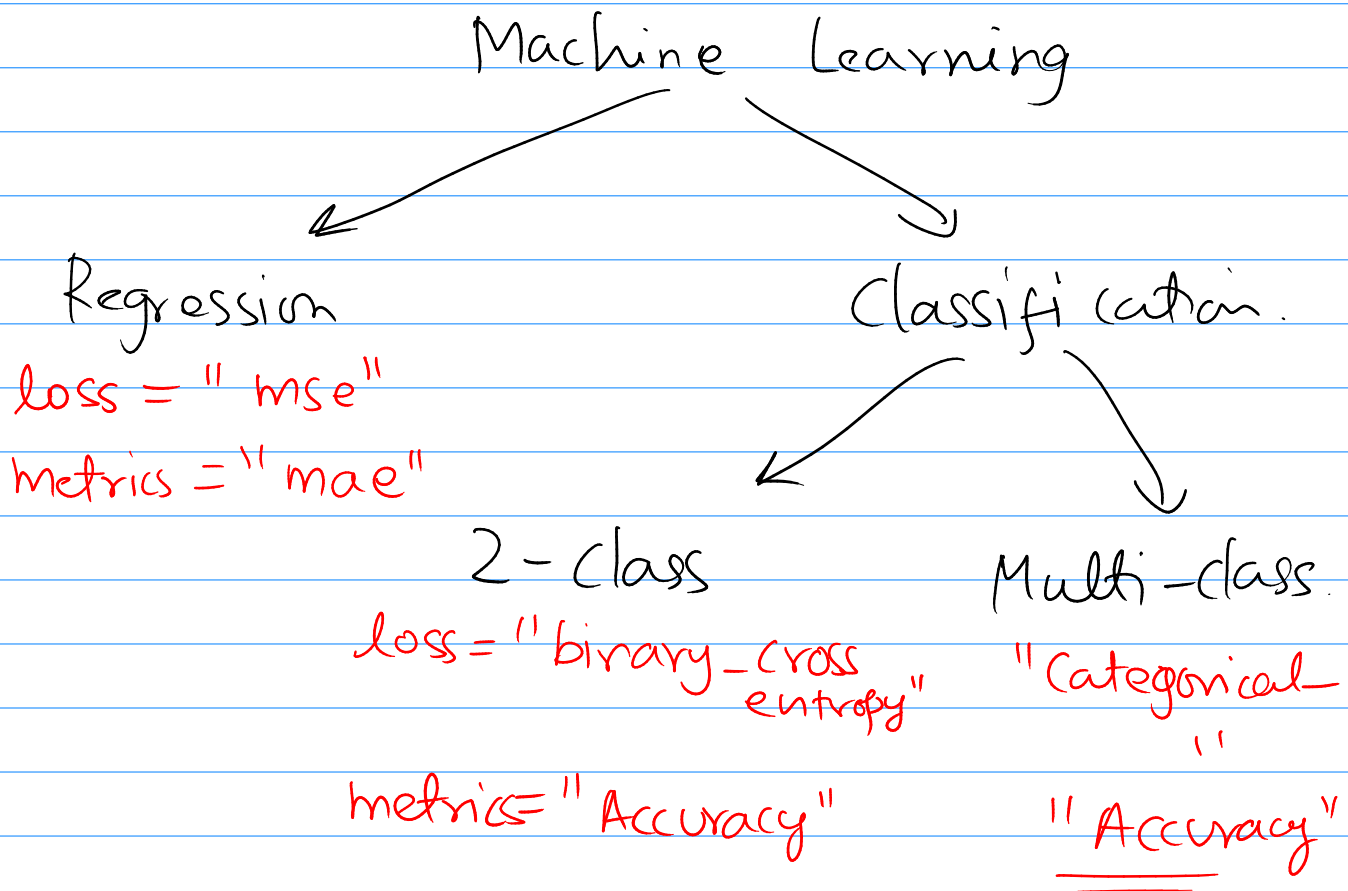 Machine Learning
Regression
Classification.
loss = "mse"
metrics = "mae"
2-class
Multi-class.
loss = "binary_cross
entropy"
"Categorical_
"
metrics= "Accuracy"
"Accuracy"